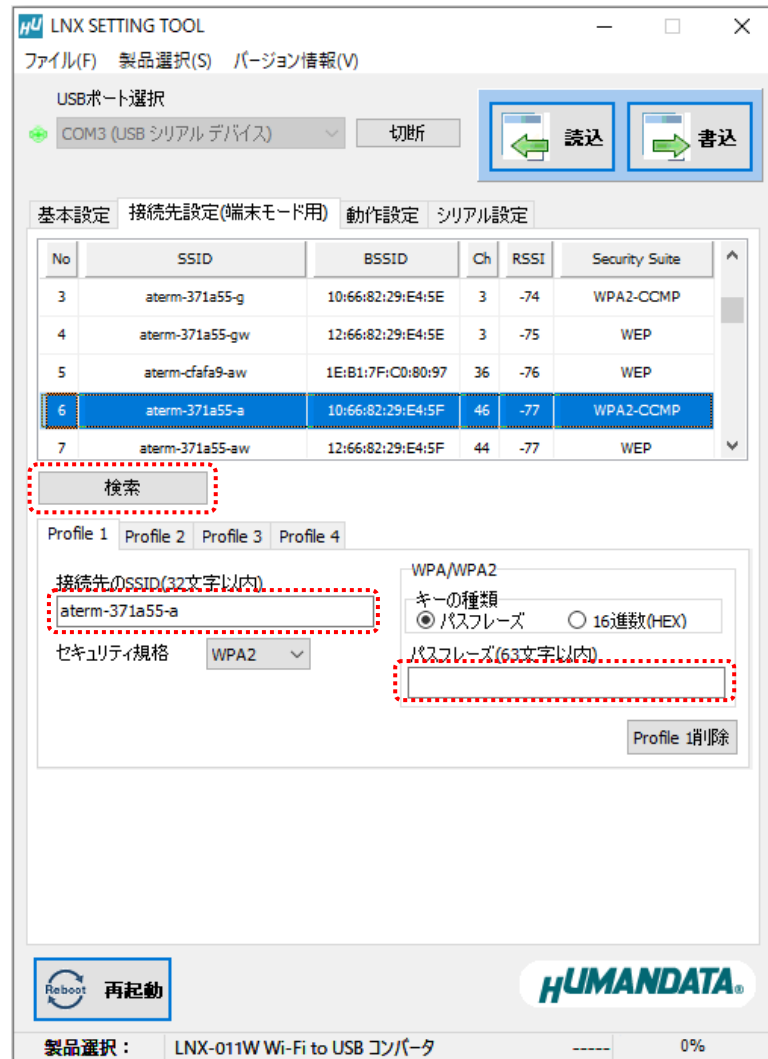 HU LNX SETTING TOOL
ファイル(F) 製品選択(S) バージョン情報(V)
USBポート選択
COM3 (USB シリアル デバイス) 切断 読込 書込
基本設定 接続先設定(端末モード用) 動作設定 シリアル設定
No SSID BSSID Ch RSSI Security Suite
3 aterm-371a55-g 10:66:82:29:E4:5E 3 -74 WPA2-CCMP
4 aterm-371a55-gw 12:66:82:29:E4:5E 3 -75 WEP
5 aterm-cfafa9-aw 1E:B1:7F:C0:80:97 36 -76 WEP
6 aterm-371a55-a 10:66:82:29:E4:5F 46 -77 WPA2-CCMP
7 aterm-371a55-aw 12:66:82:29:E4:5F 44 -77 WEP
検索
Profile 1 Profile 2 Profile 3 Profile 4
接続先のSSID(32文字以内)
aterm-371a55-a
セキュリティ規格 WPA2
WPA/WPA2
キーの種類
パスフレーズ 16進数(HEX)
パスフレーズ(63文字以内)
Profile 1削除
Reboot 再起動
HUMANDATA®
製品選択： LNX-011W Wi-Fi to USB コンバータ ----- 0%